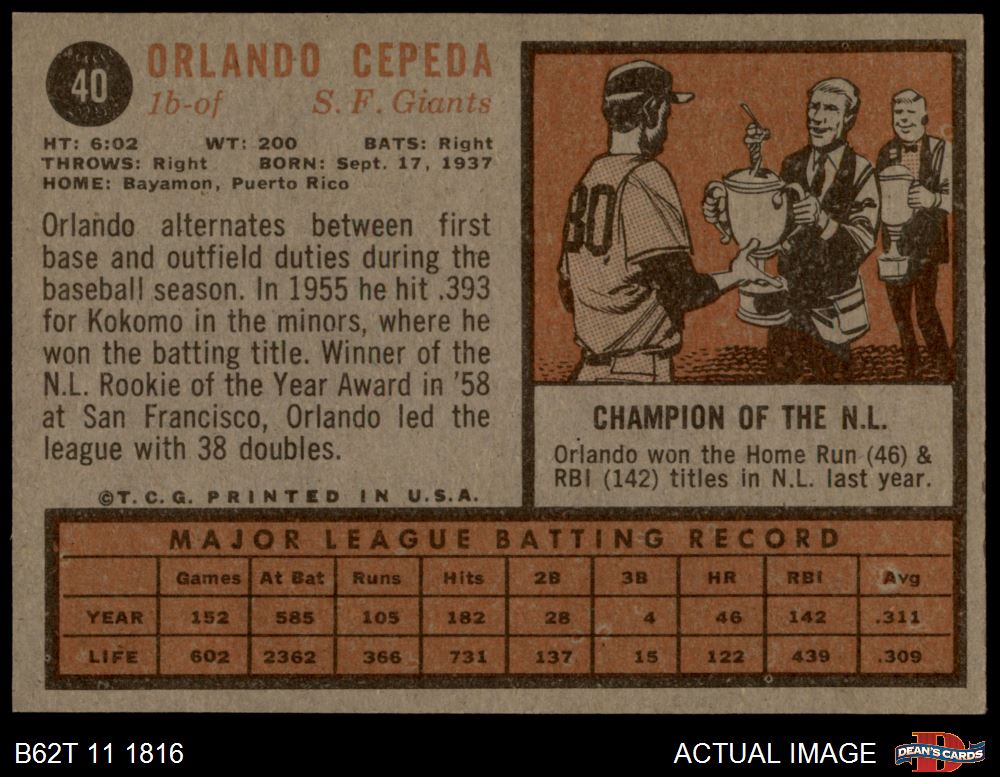 40
ORLANDO CEPEDA
1b-of S. F. Giants
HT: 6:02 WT: 200 BATS: Right
THROWS: Right BORN: Sept. 17, 1937
HOME: Bayamon, Puerto Rico
Orlando alternates between first
base and outfield duties during the
baseball season. In 1955 he hit .393
for Kokomo in the minors, where he
won the batting title. Winner of the
N.L. Rookie of the Year Award in '58
at San Francisco, Orlando led the
league with 38 doubles.
©T. C. G. PRINTED IN U.S.A.
30
CHAMPION OF THE N.L.
Orlando won the Home Run (46) &
RBI (142) titles in N.L. last year.
MAJOR LEAGUE BATTING RECORD
Games At Bat Runs Hits 2B 3B HR RBI Avg
YEAR 152 585 105 182 28 4 46 142 .311
LIFE 602 2362 366 731 137 15 122 439 .309
B62T 11 1816
ACTUAL IMAGE
D
DEAN'S CARDS